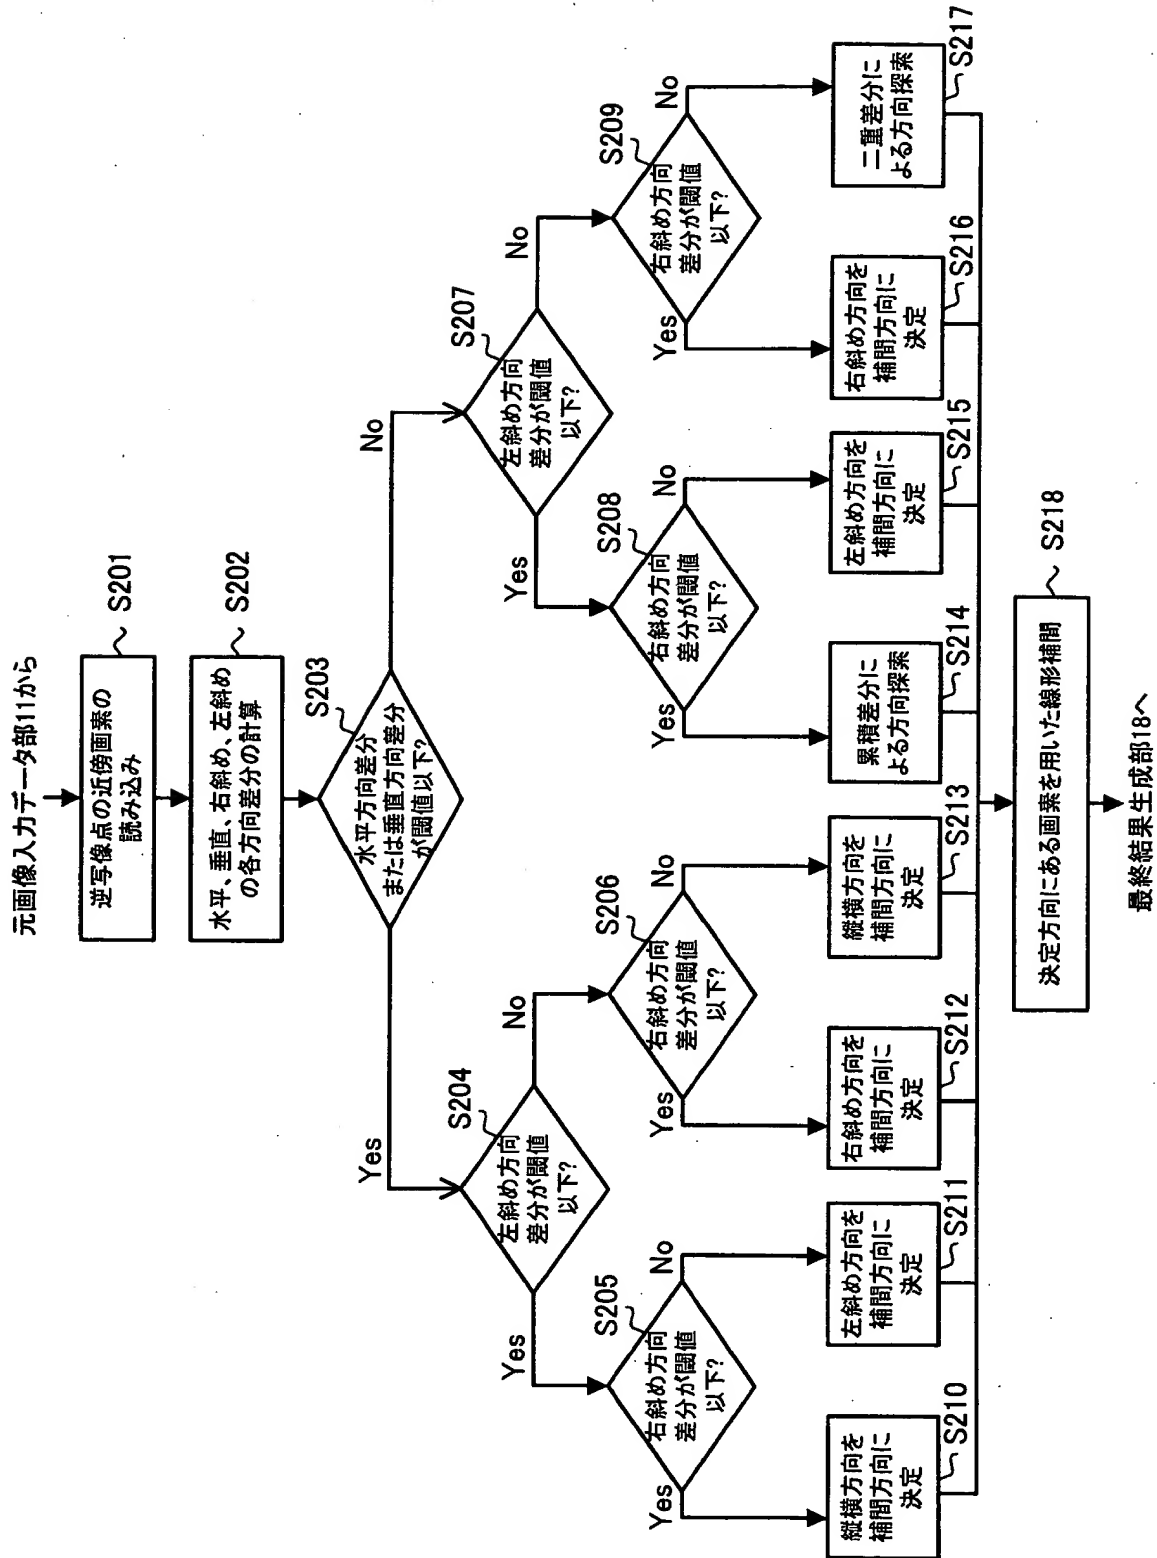 元画像入力データ部11から
逆写像点の近傍画素の
読み込み
S201
水平、垂直、右斜め、左斜め
の各方向差分の計算
S202
水平方向差分
または垂直方向差分
が閾値以下?
S203
Yes
No
左斜め方向
差分が閾値
以下?
S204
Yes
No
左斜め方向
差分が閾値
以下?
S207
Yes
No
右斜め方向
差分が閾値
以下?
S205
Yes
No
右斜め方向
差分が閾値
以下?
S206
Yes
No
右斜め方向
差分が閾値
以下?
S208
Yes
No
右斜め方向
差分が閾値
以下?
S209
Yes
No
縦横方向を
補間方向に
決定
S210
左斜め方向を
補間方向に
決定
S211
右斜め方向を
補間方向に
決定
S212
縦横方向を
補間方向に
決定
S213
累積差分に
よる方向探索
S214
左斜め方向を
補間方向に
決定
S215
右斜め方向を
補間方向に
決定
S216
二重差分に
よる方向探索
S217
決定方向にある画素を用いた線形補間
S218
最終結果生成部18へ